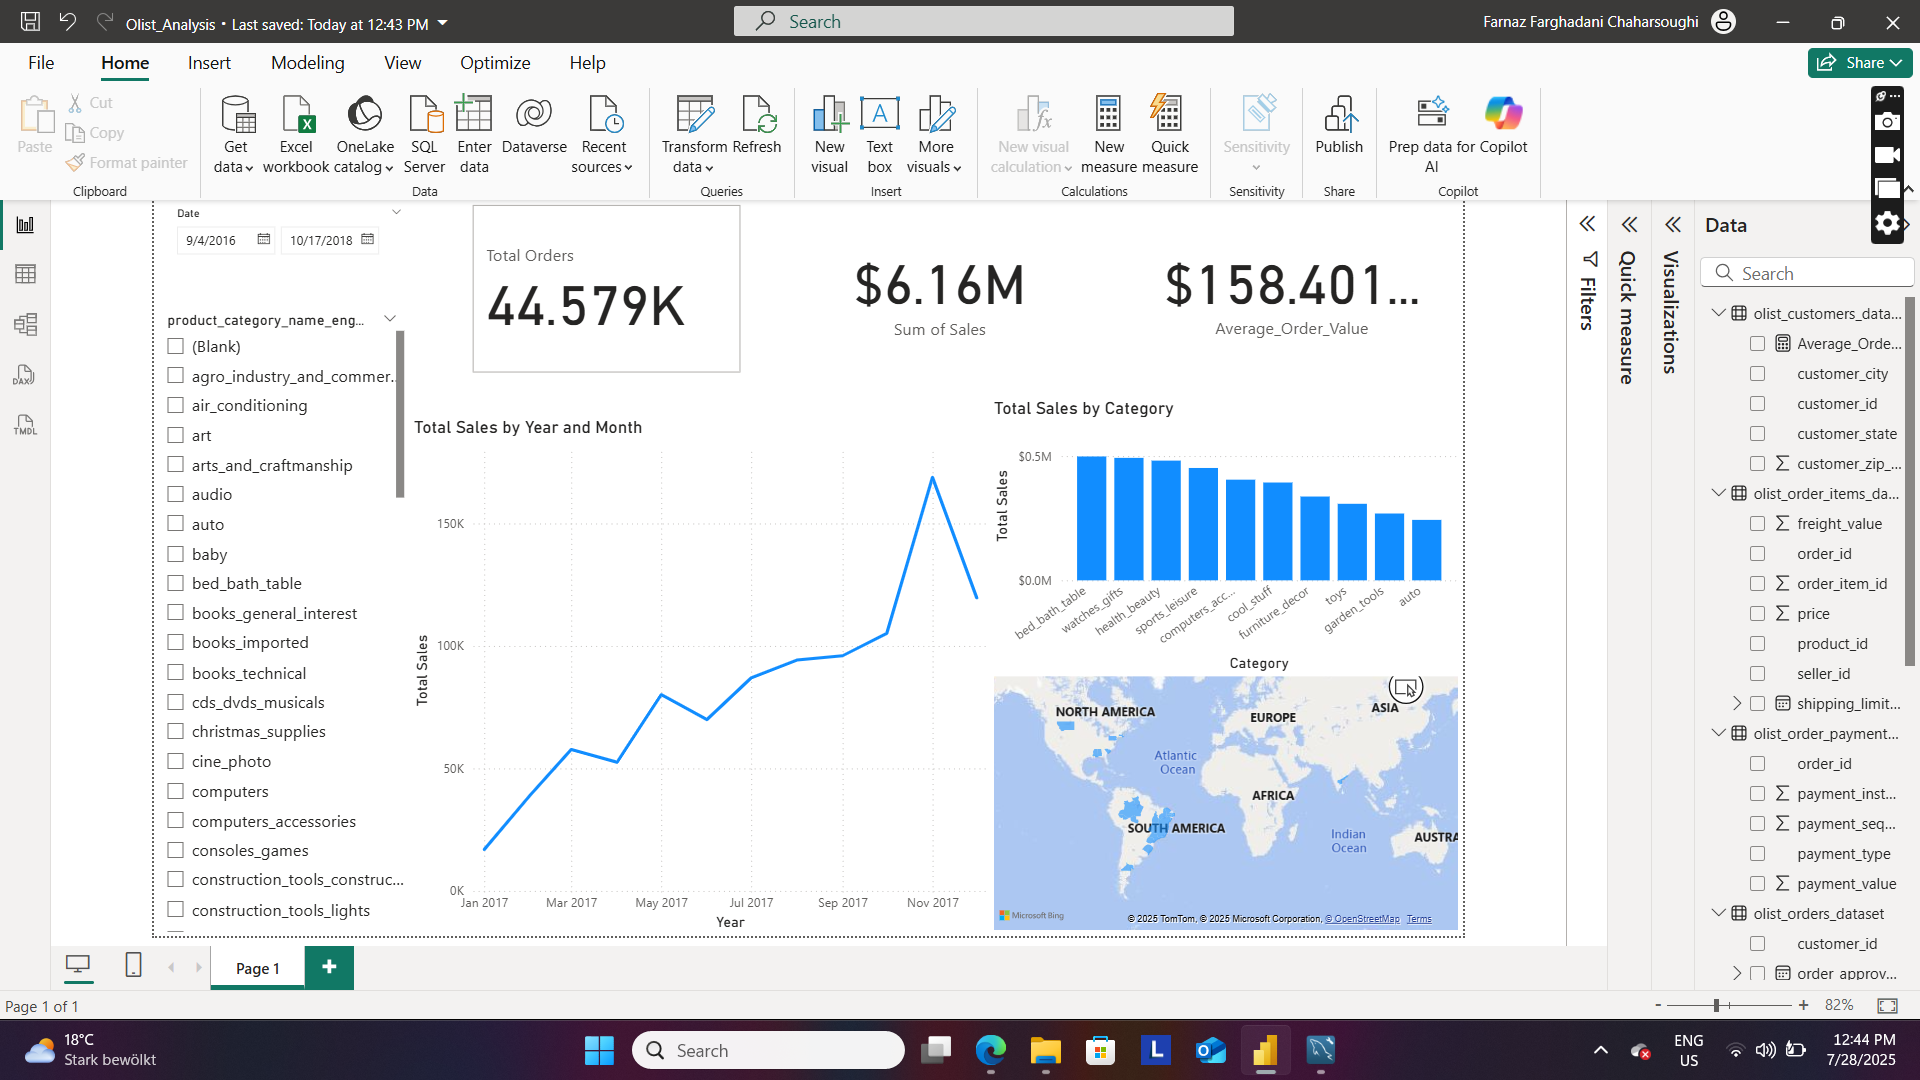 Olist_Analysis • Last saved: Today at 12:43 PM
Search
Farnaz Farghadani Chaharsoughi
File
Home
Insert
Modeling
View
Optimize
Help
Share
Paste
Cut
Copy
Format painter
Clipboard
Get data
Excel workbook
OneLake catalog
SQL Server
Enter data
Dataverse
Recent sources
Data
Transform data
Refresh
Queries
New visual
Text box
More visuals
Insert
New visual calculation
New measure
Quick measure
Calculations
Sensitivity
Sensitivity
Publish
Share
Prep data for AI
Copilot
Copilot
DAX
TMDL
Date
9/4/2016
10/17/2018
product_category_name_eng...
(Blank)
agro_industry_and_commer...
air_conditioning
art
arts_and_craftmanship
audio
auto
baby
bed_bath_table
books_general_interest
books_imported
books_technical
cds_dvds_musicals
christmas_supplies
cine_photo
computers
computers_accessories
consoles_games
construction_tools_construc...
construction_tools_lights
Total Orders
44.579K
$6.16M
Sum of Sales
$158.401...
Average_Order_Value
Total Sales by Year and Month
Total Sales
150K
100K
50K
0K
Jan 2017
Mar 2017
May 2017
Jul 2017
Sep 2017
Nov 2017
Year
Total Sales by Category
Total Sales
$0.5M
$0.0M
bed_bath_table
watches_gifts
health_beauty
sports_leisure
computers_acc...
cool_stuff
furniture_decor
toys
garden_tools
auto
Category
NORTH AMERICA
EUROPE
ASIA
Atlantic
Ocean
AFRICA
SOUTH AMERICA
Indian
Ocean
AUSTRA
Microsoft Bing
© 2025 TomTom, © 2025 Microsoft Corporation, © OpenStreetMap Terms
Filters
Quick measure
Visualizations
Data
Search
olist_customers_data...
Average_Orde...
customer_city
customer_id
customer_state
customer_zip_...
olist_order_items_da...
freight_value
order_id
order_item_id
price
product_id
seller_id
shipping_limit...
olist_order_payment...
order_id
payment_inst...
payment_seq...
payment_type
payment_value
olist_orders_dataset
customer_id
order_approv...
Page 1
Page 1 of 1
- + 82%
18°C
Stark bewölkt
Search
L
ENG
US
12:44 PM
7/28/2025